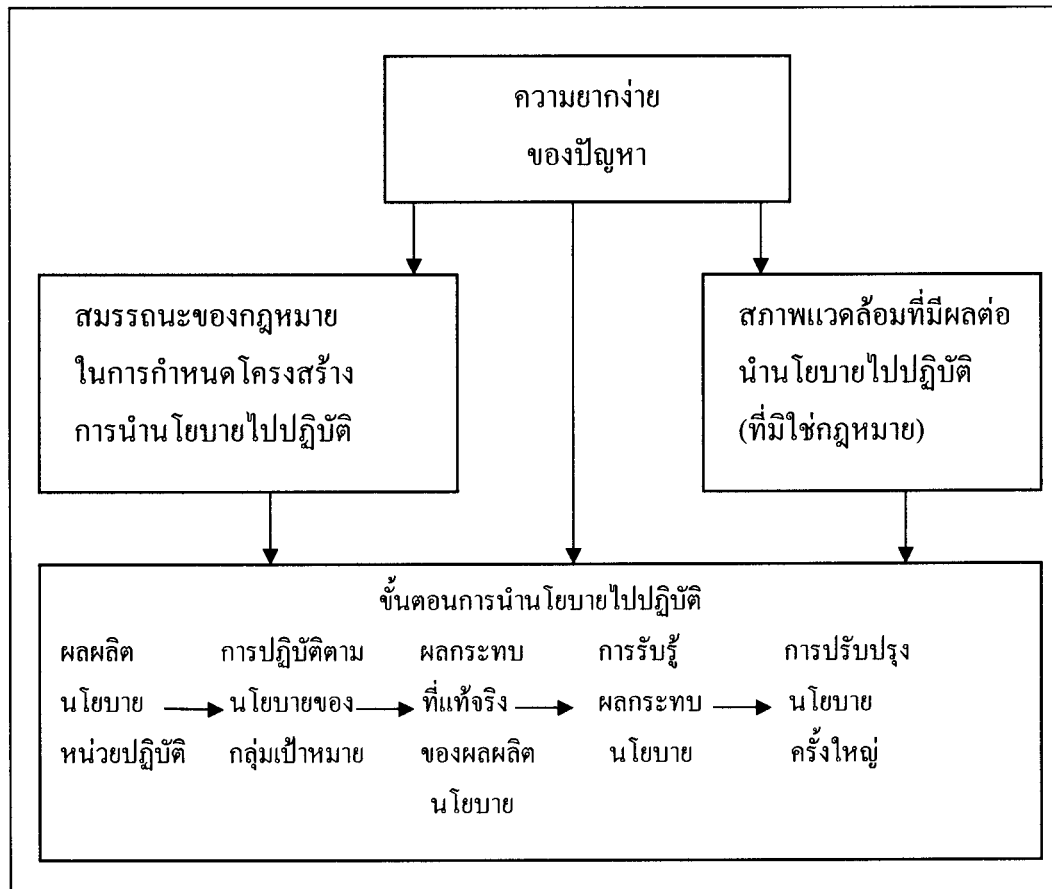 ความยากง่าย
ของปัญหา
สมรรถนะของกฎหมาย
ในการกำหนดโครงสร้าง
การนำนโยบายไปปฏิบัติ
สภาพแวดล้อมที่มีผลต่อ
นำนโยบายไปปฏิบัติ
(ที่มิใช่กฎหมาย)
ขั้นตอนการนำนโยบายไปปฏิบัติ
ผลผลิต
นโยบาย
หน่วยปฏิบัติ
การปฏิบัติตาม
นโยบายของ
กลุ่มเป้าหมาย
ผลกระทบ
ที่แท้จริง
ของผลผลิต
นโยบาย
การรับรู้
ผลกระทบ
นโยบาย
การปรับปรุง
นโยบาย
ครั้งใหญ่